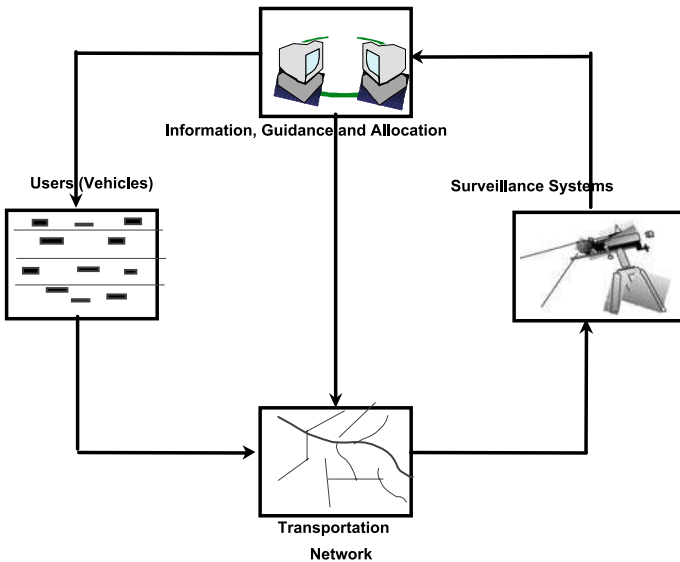 Information, Guidance and Allocation
Users (Vehicles)
Surveillance Systems
Transportation
Network